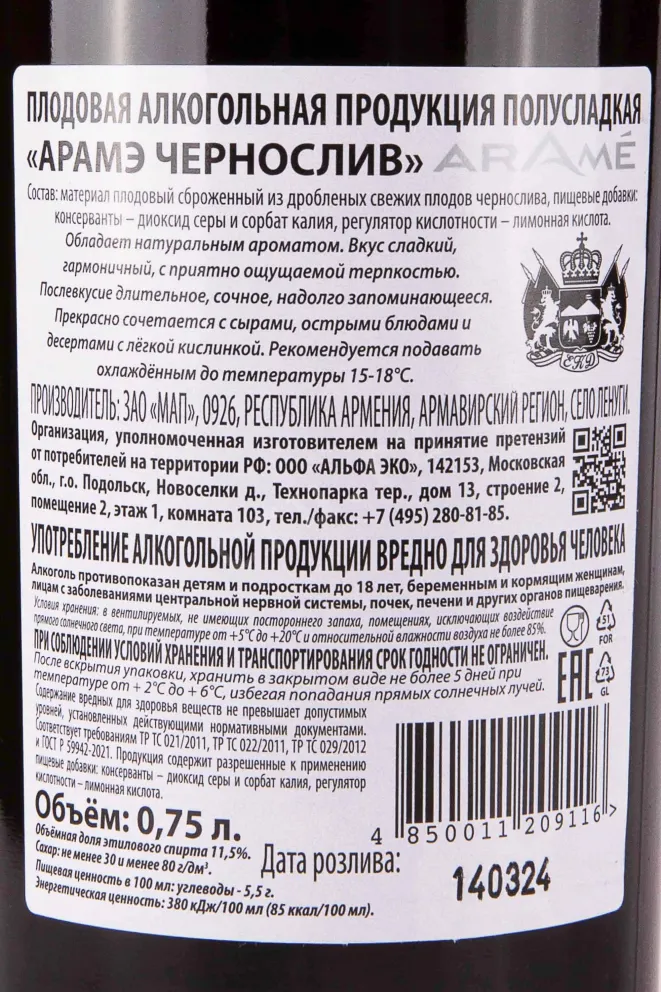 ПЛОДОВАЯ АЛКОГОЛЬНАЯ ПРОДУКЦИЯ ПОЛУСЛАДКАЯ
«АРАМЭ ЧЕРНОСЛИВ» ARAMÉ
Состав: материал плодовый сброженный из дробленых свежих плодов чернослива, пищевые добавки:
консерванты – диоксид серы и сорбат калия, регулятор кислотности – лимонная кислота.
Обладает натуральным ароматом. Вкус сладкий,
гармоничный, с приятно ощущаемой терпкостью.
Послевкусие длительное, сочное, надолго запоминающееся.
Прекрасно сочетается с сырами, острыми блюдами и
десертами с лёгкой кислинкой. Рекомендуется подавать
охлаждённым до температуры 15-18°С.
EKD
ПРОИЗВОДИТЕЛЬ: ЗАО «МАП», 0926, РЕСПУБЛИКА АРМЕНИЯ, АРМАВИРСКИЙ РЕГИОН, СЕЛО ЛЕНУГИ.
Организация, уполномоченная изготовителем на принятие претензий
от потребителей на территории РФ: ООО «АЛЬФА ЭКО», 142153, Московская
обл., г.о. Подольск, Новоселки д., Технопарка тер., дом 13, строение 2,
помещение 2, этаж 1, комната 103, тел./факс: +7 (495) 280-81-85.
УПОТРЕБЛЕНИЕ АЛКОГОЛЬНОЙ ПРОДУКЦИИ ВРЕДНО ДЛЯ ЗДОРОВЬЯ ЧЕЛОВЕКА
Алкоголь противопоказан детям и подросткам до 18 лет, беременным и кормящим женщинам,
лицам с заболеваниями центральной нервной системы, почек, печени и других органов пищеварения.
Условия хранения: в вентилируемых, не имеющих постороннего запаха, помещениях, исключающих воздействие
прямого солнечного света, при температуре от +5°С до +20°С и относительной влажности воздуха не более 85%.
ПРИ СОБЛЮДЕНИИ УСЛОВИЙ ХРАНЕНИЯ И ТРАНСПОРТИРОВАНИЯ СРОК ГОДНОСТИ НЕ ОГРАНИЧЕН.
После вскрытия упаковки, хранить в закрытом виде не более 5 дней при
температуре от + 2°С до + 6°С, избегая попадания прямых солнечных лучей.
51
FOR
EAC
73
GL
Содержание вредных для здоровья веществ не превышает допустимых
уровней, установленных действующими нормативными документами.
Соответствует требованиям ТР ТС 021/2011, ТР ТС 022/2011, ТР ТС 029/2012
и ГОСТ Р 59942-2021. Продукция содержит разрешенные к применению
пищевые добавки: консерванты – диоксид серы и сорбат калия, регулятор
кислотности – лимонная кислота.
Объём: 0,75 л.
Объёмная доля этилового спирта 11,5%.
Сахар: не менее 30 и менее 80 г/дм³.
Пищевая ценность в 100 мл: углеводы - 5,5 г.
Энергетическая ценность: 380 кДж/100 мл (85 ккал/100 мл).
4 850011 209116 >
Дата розлива:
140324